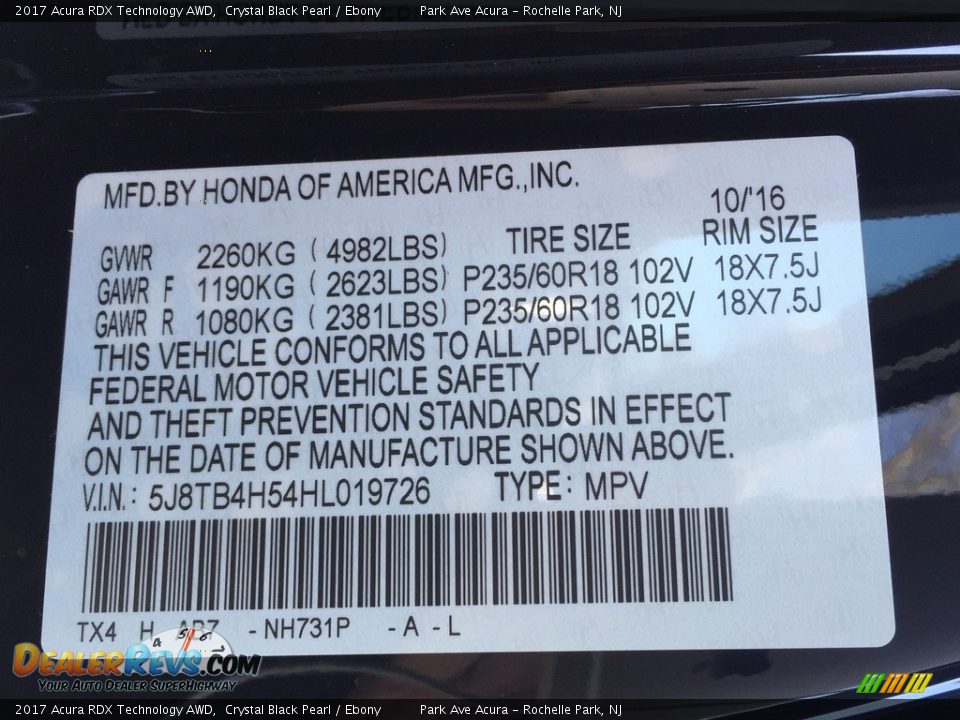 2017 Acura RDX Technology AWD, Crystal Black Pearl / Ebony Park Ave Acura - Rochelle Park, NJ
MFD.BY HONDA OF AMERICA MFG.,INC.
10/'16
GVWR 2260KG ( 4982LBS) TIRE SIZE RIM SIZE
GAWR F 1190KG ( 2623LBS) P235/60R18 102V 18X7.5J
GAWR R 1080KG ( 2381LBS) P235/60R18 102V 18X7.5J
THIS VEHICLE CONFORMS TO ALL APPLICABLE
FEDERAL MOTOR VEHICLE SAFETY
AND THEFT PREVENTION STANDARDS IN EFFECT
ON THE DATE OF MANUFACTURE SHOWN ABOVE.
V.I.N.: 5J8TB4H54HL019726 TYPE: MPV
TX4 H - NH731P - A - L
DEALERREVS.COM
YOUR AUTO DEALER SUPERHIGHWAY
2017 Acura RDX Technology AWD, Crystal Black Pearl / Ebony Park Ave Acura - Rochelle Park, NJ